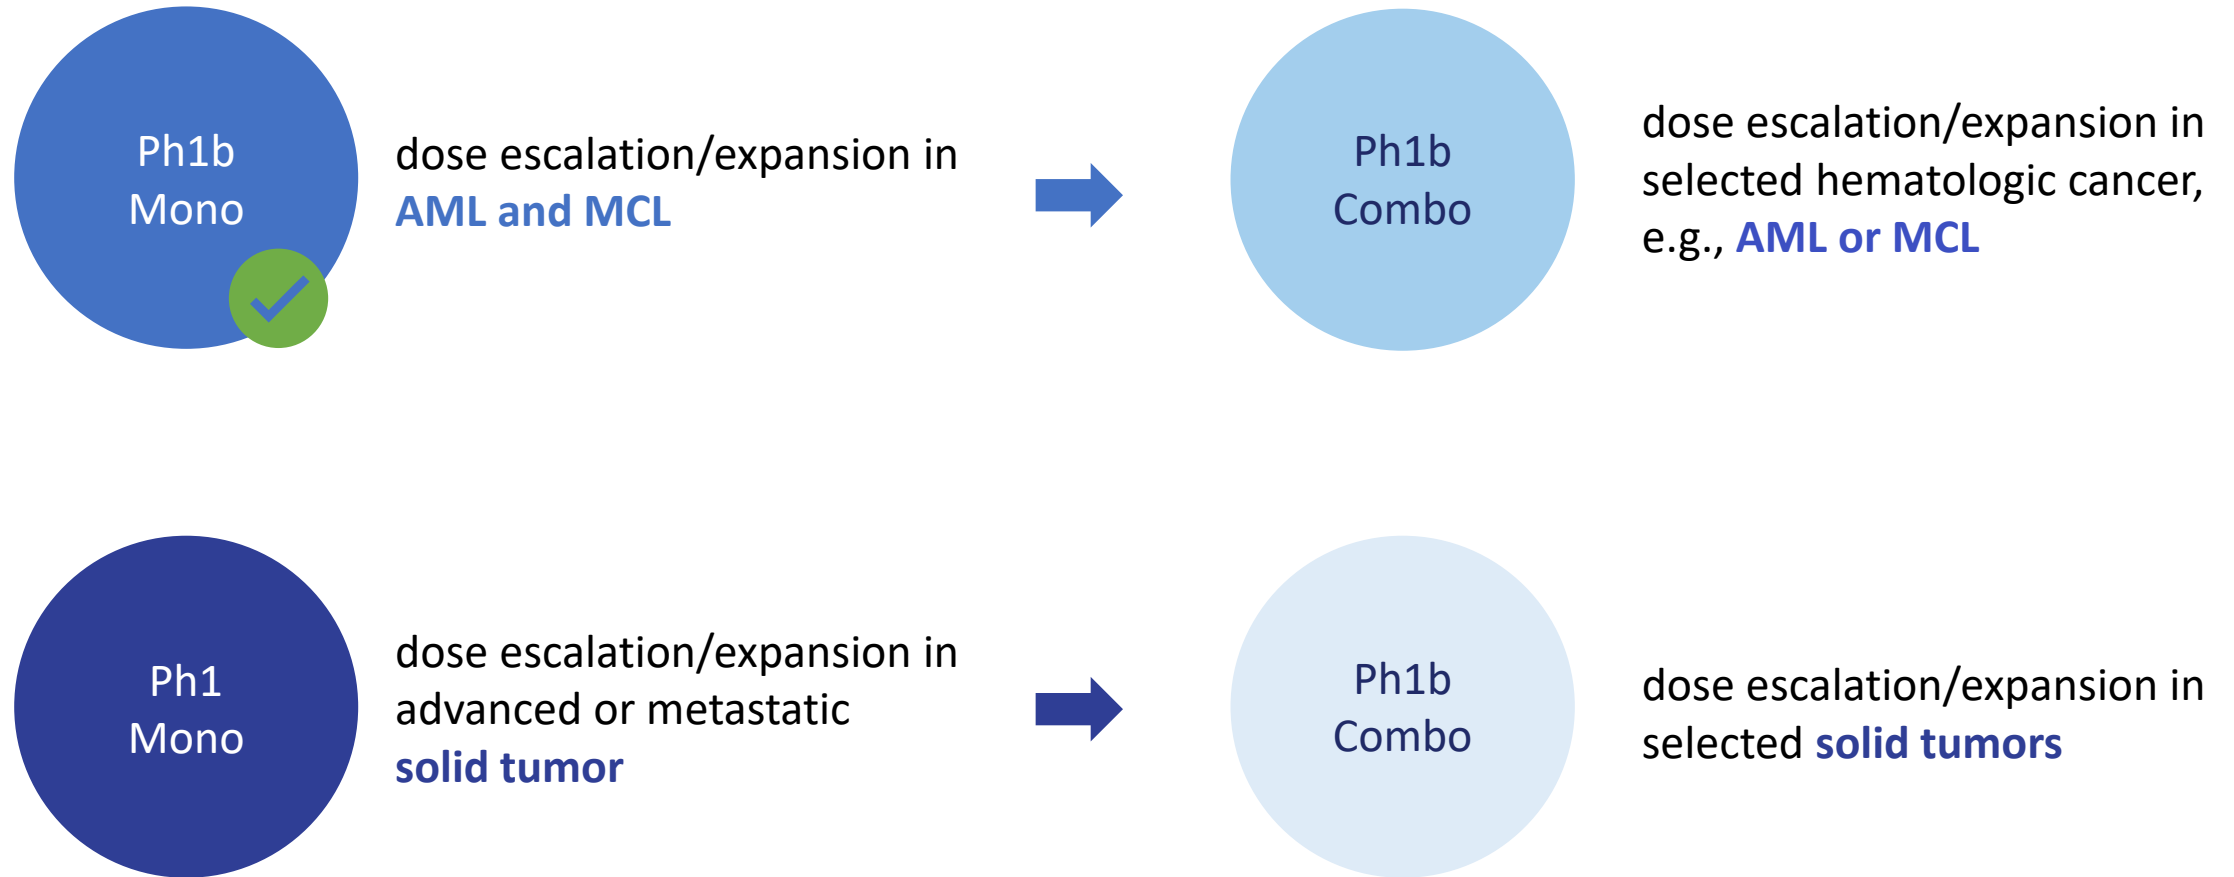 Ph1b
Mono
dose escalation/expansion in
AML and MCL
Ph1b
Combo
dose escalation/expansion in
selected hematologic cancer,
e.g., AML or MCL
Ph1
Mono
dose escalation/expansion in
advanced or metastatic
solid tumor
Ph1b
Combo
dose escalation/expansion in
selected solid tumors